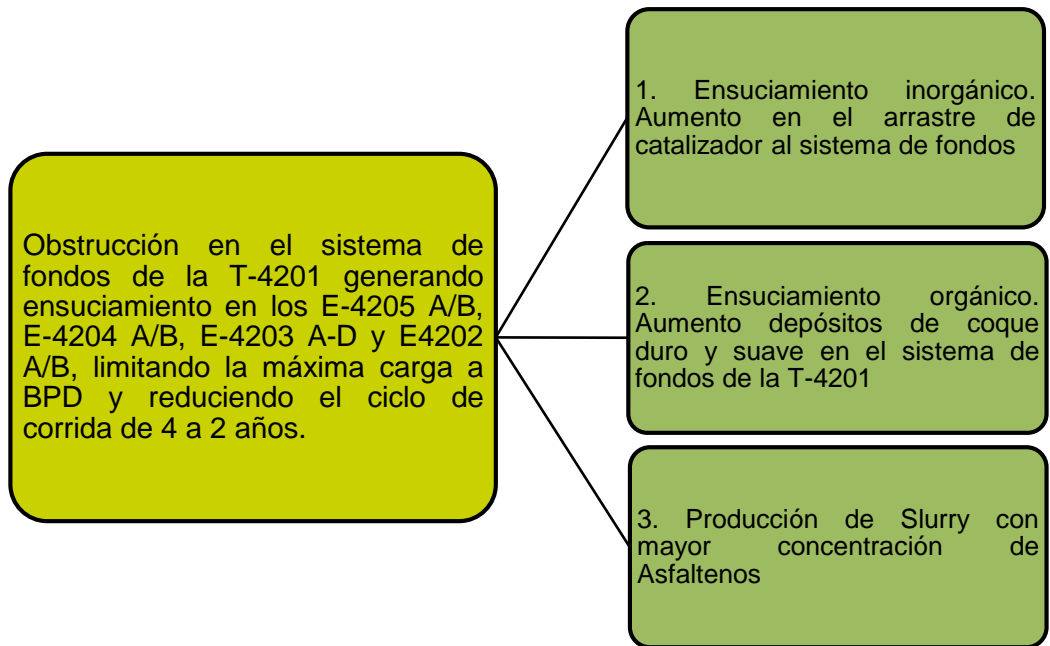 Obstrucción en el sistema de
fondos de la T-4201 generando
ensuciamiento en los E-4205 A/B,
E-4204 A/B, E-4203 A-D y E4202
A/B, limitando la máxima carga a
BPD y reduciendo el ciclo de
corrida de 4 a 2 años.
1. Ensuciamiento inorgánico.
Aumento en el arrastre de
catalizador al sistema de fondos
2. Ensuciamiento orgánico.
Aumento depósitos de coque
duro y suave en el sistema de
fondos de la T-4201
3. Producción de Slurry con
mayor concentración de
Asfaltenos